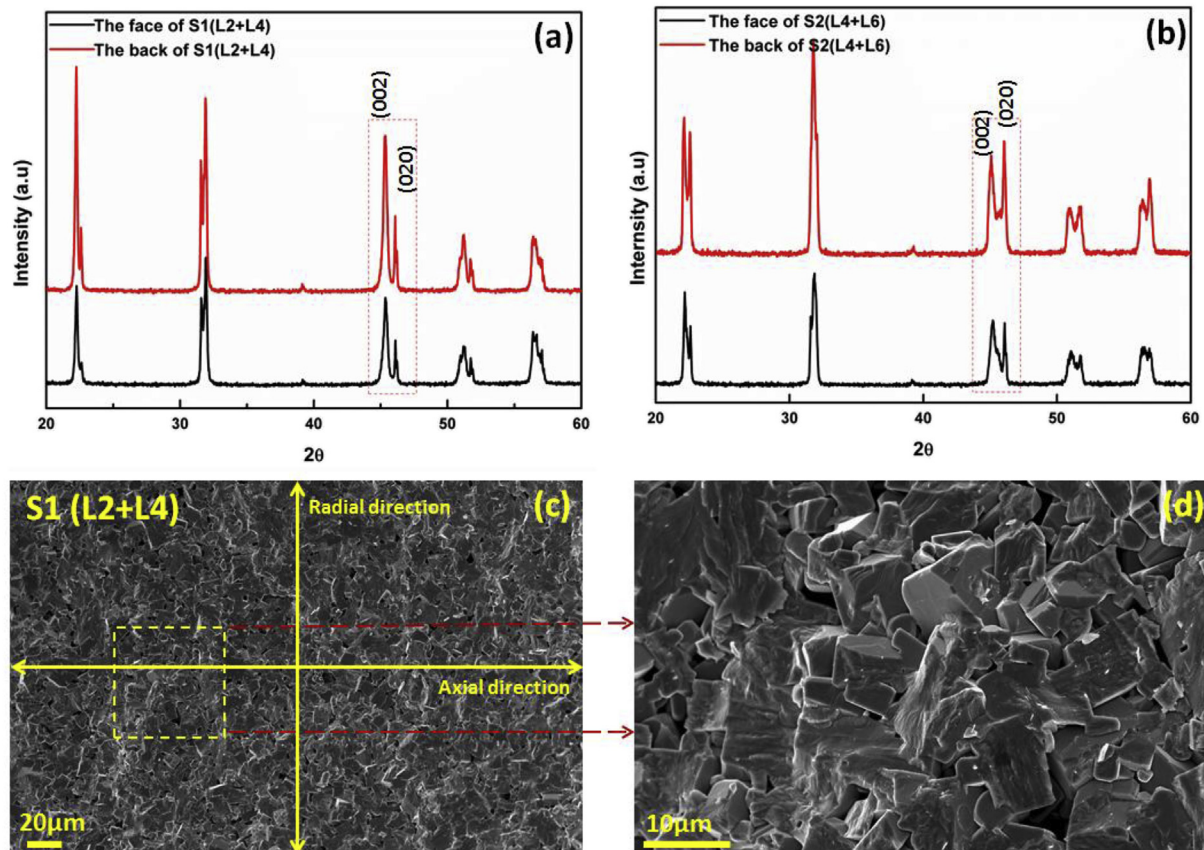 The face of S1(L2+L4)
The back of S1(L2+L4)
(a)
(002)
(020)
Intensity (a.u)
20
30
40
50
60
2θ
The face of S2(L4+L6)
The back of S2(L4+L6)
(b)
(002)
(020)
Intensity (a.u)
20
30
40
50
60
2θ
S1 (L2+L4)
Radial direction
(c)
Axial direction
20μm
(d)
10μm